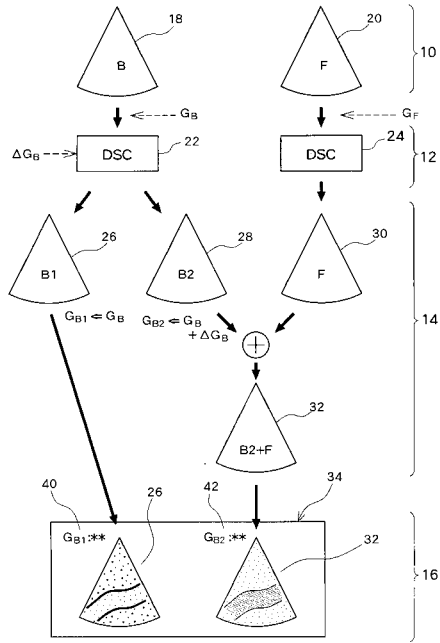 18
20
B
F
10
G_B
G_F
22
24
ΔG_B
DSC
DSC
12
26
28
30
B1
B2
F
G_B1 ⇐ G_B
G_B2 ⇐ G_B
+ ΔG_B
+
14
32
B2+F
40
42
34
G_B1:**
26
G_B2:**
32
16